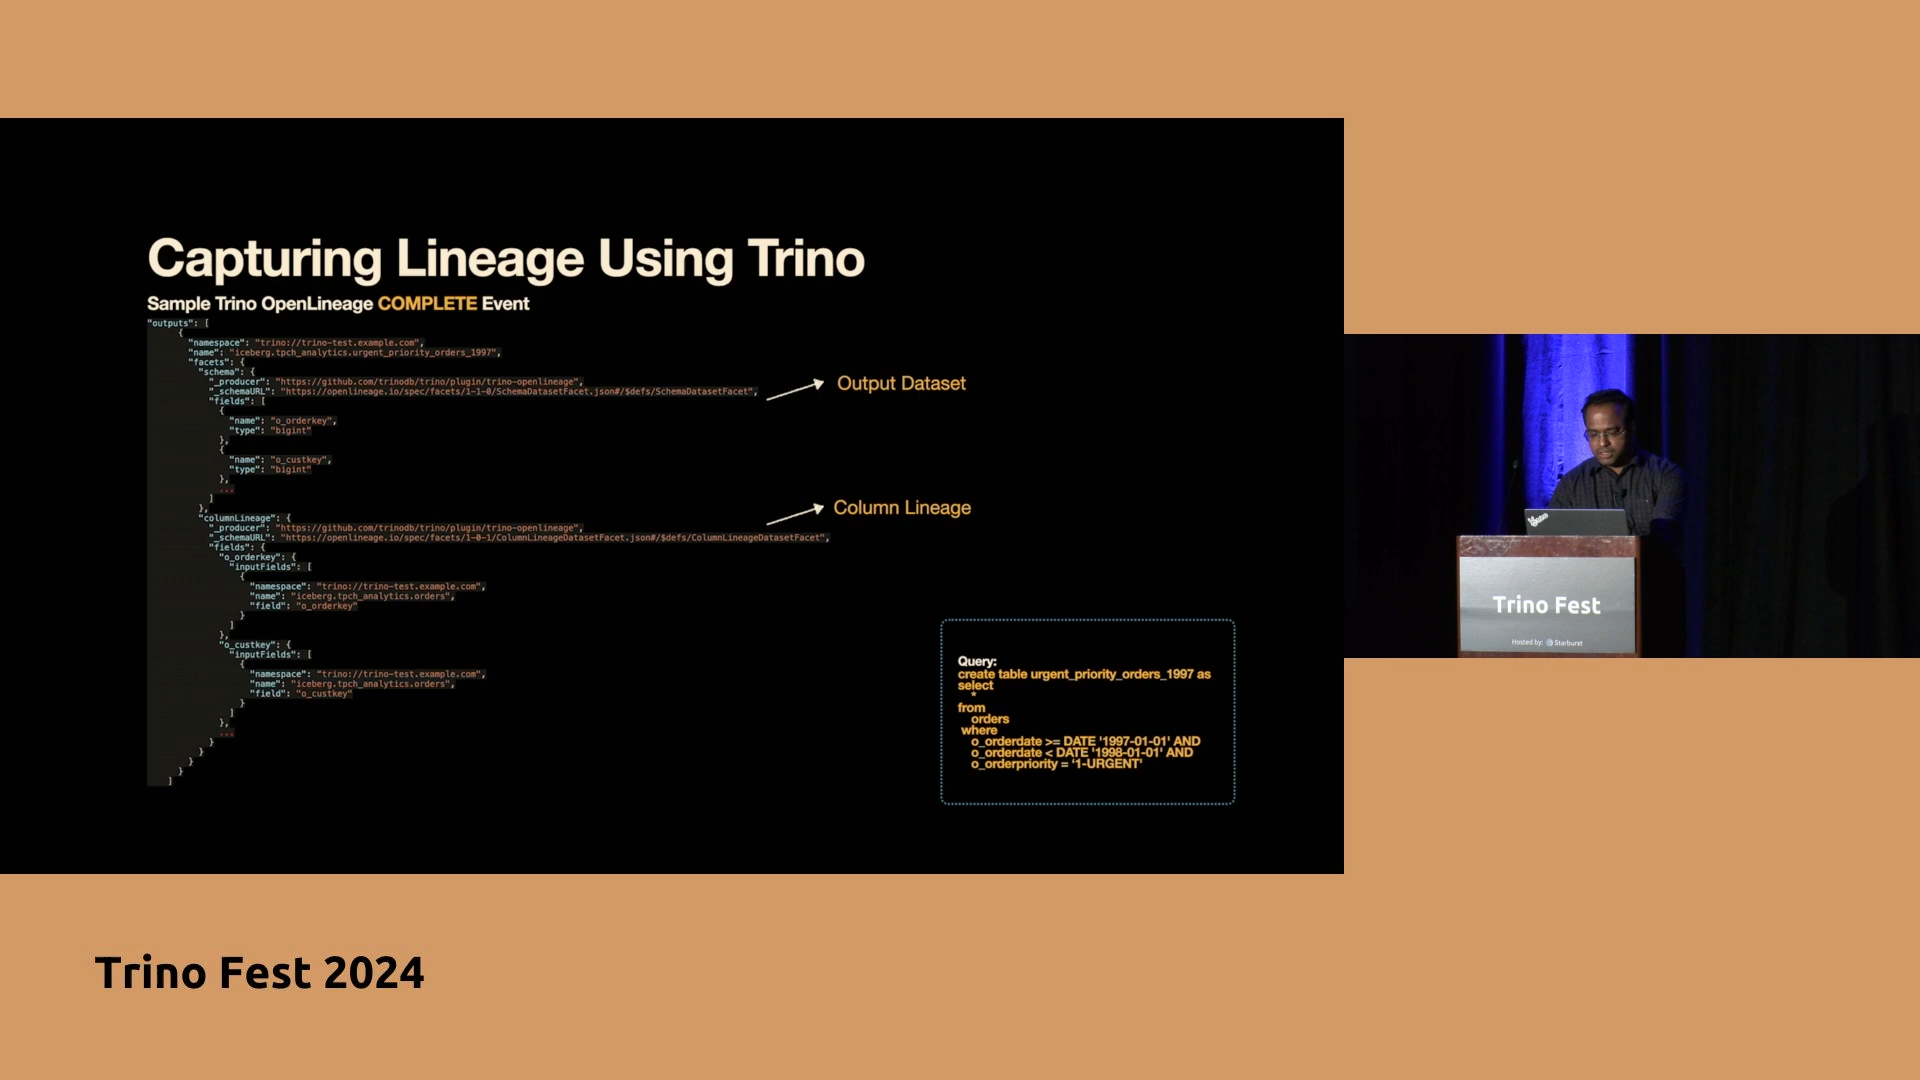 Capturing Lineage Using Trino
Sample Trino OpenLineage COMPLETE Event
"outputs": [
{
"namespace": "trino://trino-test.example.com",
"name": "iceberg.tpch_analytics.urgent_priority_orders_1997",
"facets": {
"schema": {
"_producer": "https://github.com/trinodb/trino/plugin/trino-openlineage",
"_schemaURL": "https://openlineage.io/spec/facets/1-1-0/SchemaDatasetFacet.json#/$defs/SchemaDatasetFacet",
"fields": [
{
"name": "o_orderkey",
"type": "bigint"
},
{
"name": "o_custkey",
"type": "bigint"
},
...
]
},
"columnLineage": {
"_producer": "https://github.com/trinodb/trino/plugin/trino-openlineage",
"_schemaURL": "https://openlineage.io/spec/facets/1-0-1/ColumnLineageDatasetFacet.json#/$defs/ColumnLineageDatasetFacet",
"fields": {
"o_orderkey": {
"inputFields": [
{
"namespace": "trino://trino-test.example.com",
"name": "iceberg.tpch_analytics.orders",
"field": "o_orderkey"
}
]
},
"o_custkey": {
"inputFields": [
{
"namespace": "trino://trino-test.example.com",
"name": "iceberg.tpch_analytics.orders",
"field": "o_custkey"
}
]
},
...
}
}
}
}
]
Output Dataset
Column Lineage
Query:
create table urgent_priority_orders_1997 as
select
*
from
orders
where
o_orderdate >= DATE '1997-01-01' AND
o_orderdate < DATE '1998-01-01' AND
o_orderpriority = '1-URGENT'
Trino Fest
Hosted by: Starburst
Trino Fest 2024